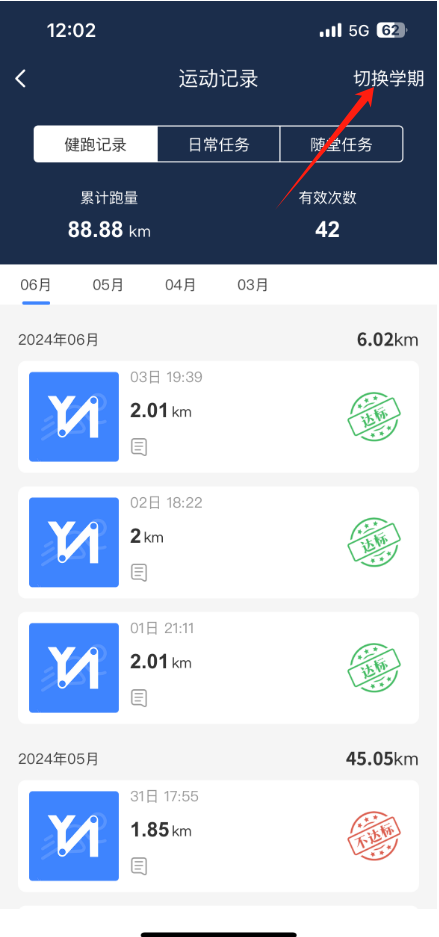 12:02 5G 62
运动记录 切换学期
健跑记录 日常任务 随堂任务
累计跑量 有效次数
88.88 km 42
06月 05月 04月 03月
2024年06月 6.02km
03日 19:39
2.01 km
达标
02日 18:22
2 km
达标
01日 21:11
2.01 km
达标
2024年05月 45.05km
31日 17:55
1.85 km
不达标